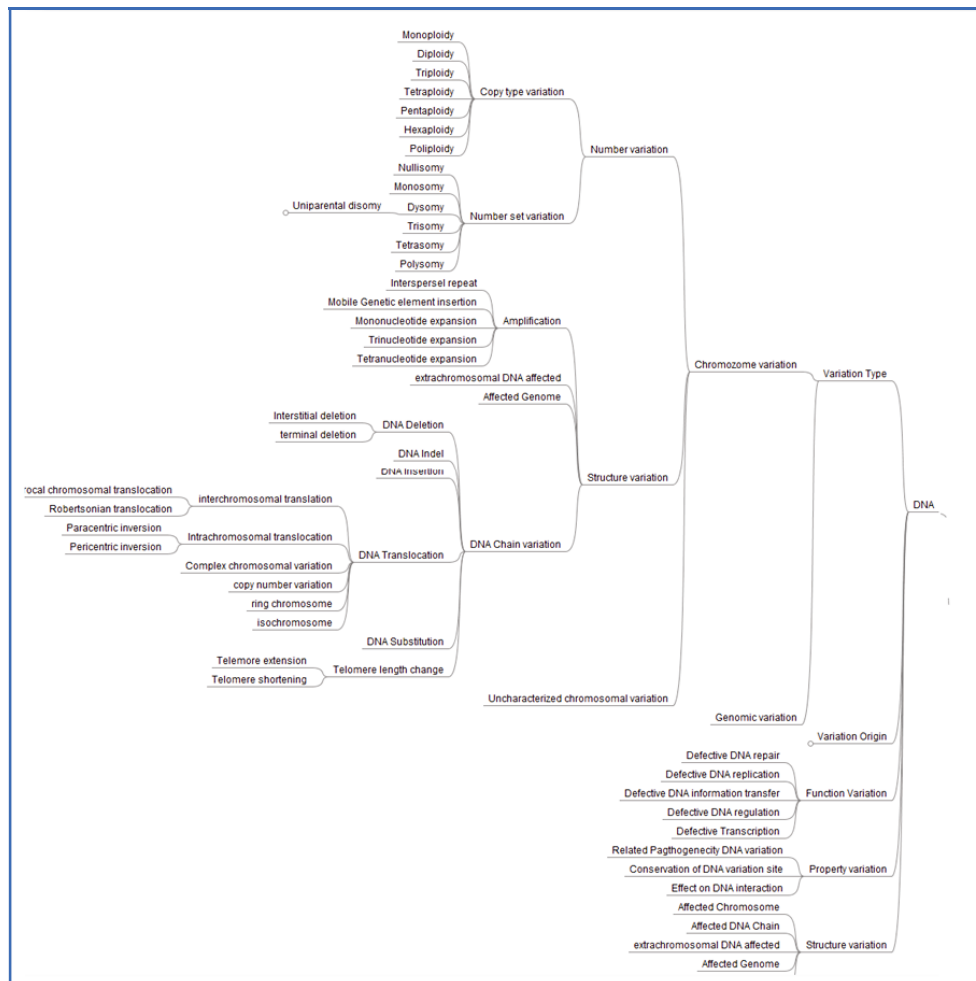 Monoploidy
Diploidy
Triploidy
Tetraploidy
Copy type variation
Pentaploidy
Hexaploidy
Poliploidy
Number variation
Nullisomy
Monosomy
Uniparental disomy
Dysomy
Number set variation
Trisomy
Tetrasomy
Polysomy
Interspersel repeat
Mobile Genetic element insertion
Mononucleotide expansion
Amplification
Trinucleotide expansion
Tetranucleotide expansion
Chromozome variation
Variation Type
extrachromosomal DNA affected
Affected Genome
Interstitial deletion
DNA Deletion
terminal deletion
DNA Indel
DNA Insertion
Structure variation
rocal chromosomal translocation
interchromosomal translation
Robertsonian translocation
DNA
Paracentric inversion
Intrachromosomal translocation
Pericentric inversion
DNA Chain variation
DNA Translocation
Complex chromosomal variation
copy number variation
ring chromosome
isochromosome
DNA Substitution
Telemore extension
Telomere length change
Telomere shortening
Uncharacterized chromosomal variation
Genomic variation
Variation Origin
Defective DNA repair
Defective DNA replication
Defective DNA information transfer
Function Variation
Defective DNA regulation
Defective Transcription
Related Pagthogenecity DNA variation
Conservation of DNA variation site
Property variation
Effect on DNA interaction
Affected Chromosome
Affected DNA Chain
extrachromosomal DNA affected
Structure variation
Affected Genome